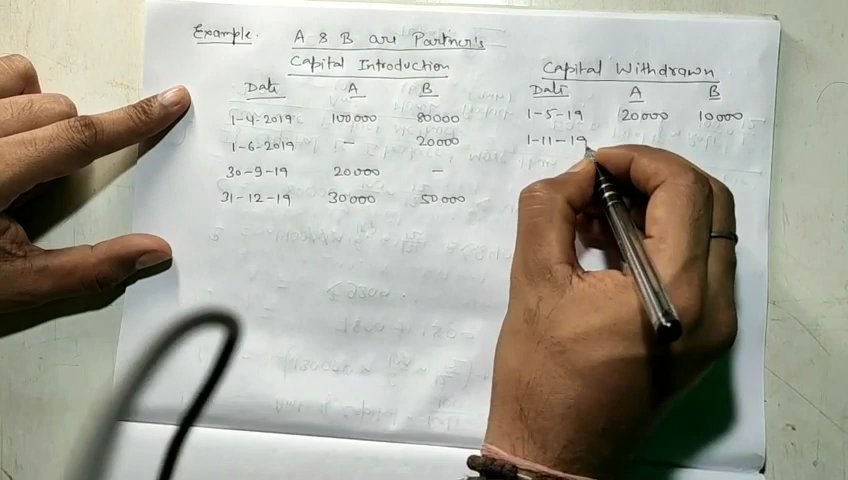 Example. A & B are Partner's
Capital Introduction
Date A B
1-4-2019 100000 80000
1-6-2019 - 20000
30-9-19 20000 -
31-12-19 30000 50000
Capital Withdrawn
Date A B
1-5-19 20000 10000
1-11-19